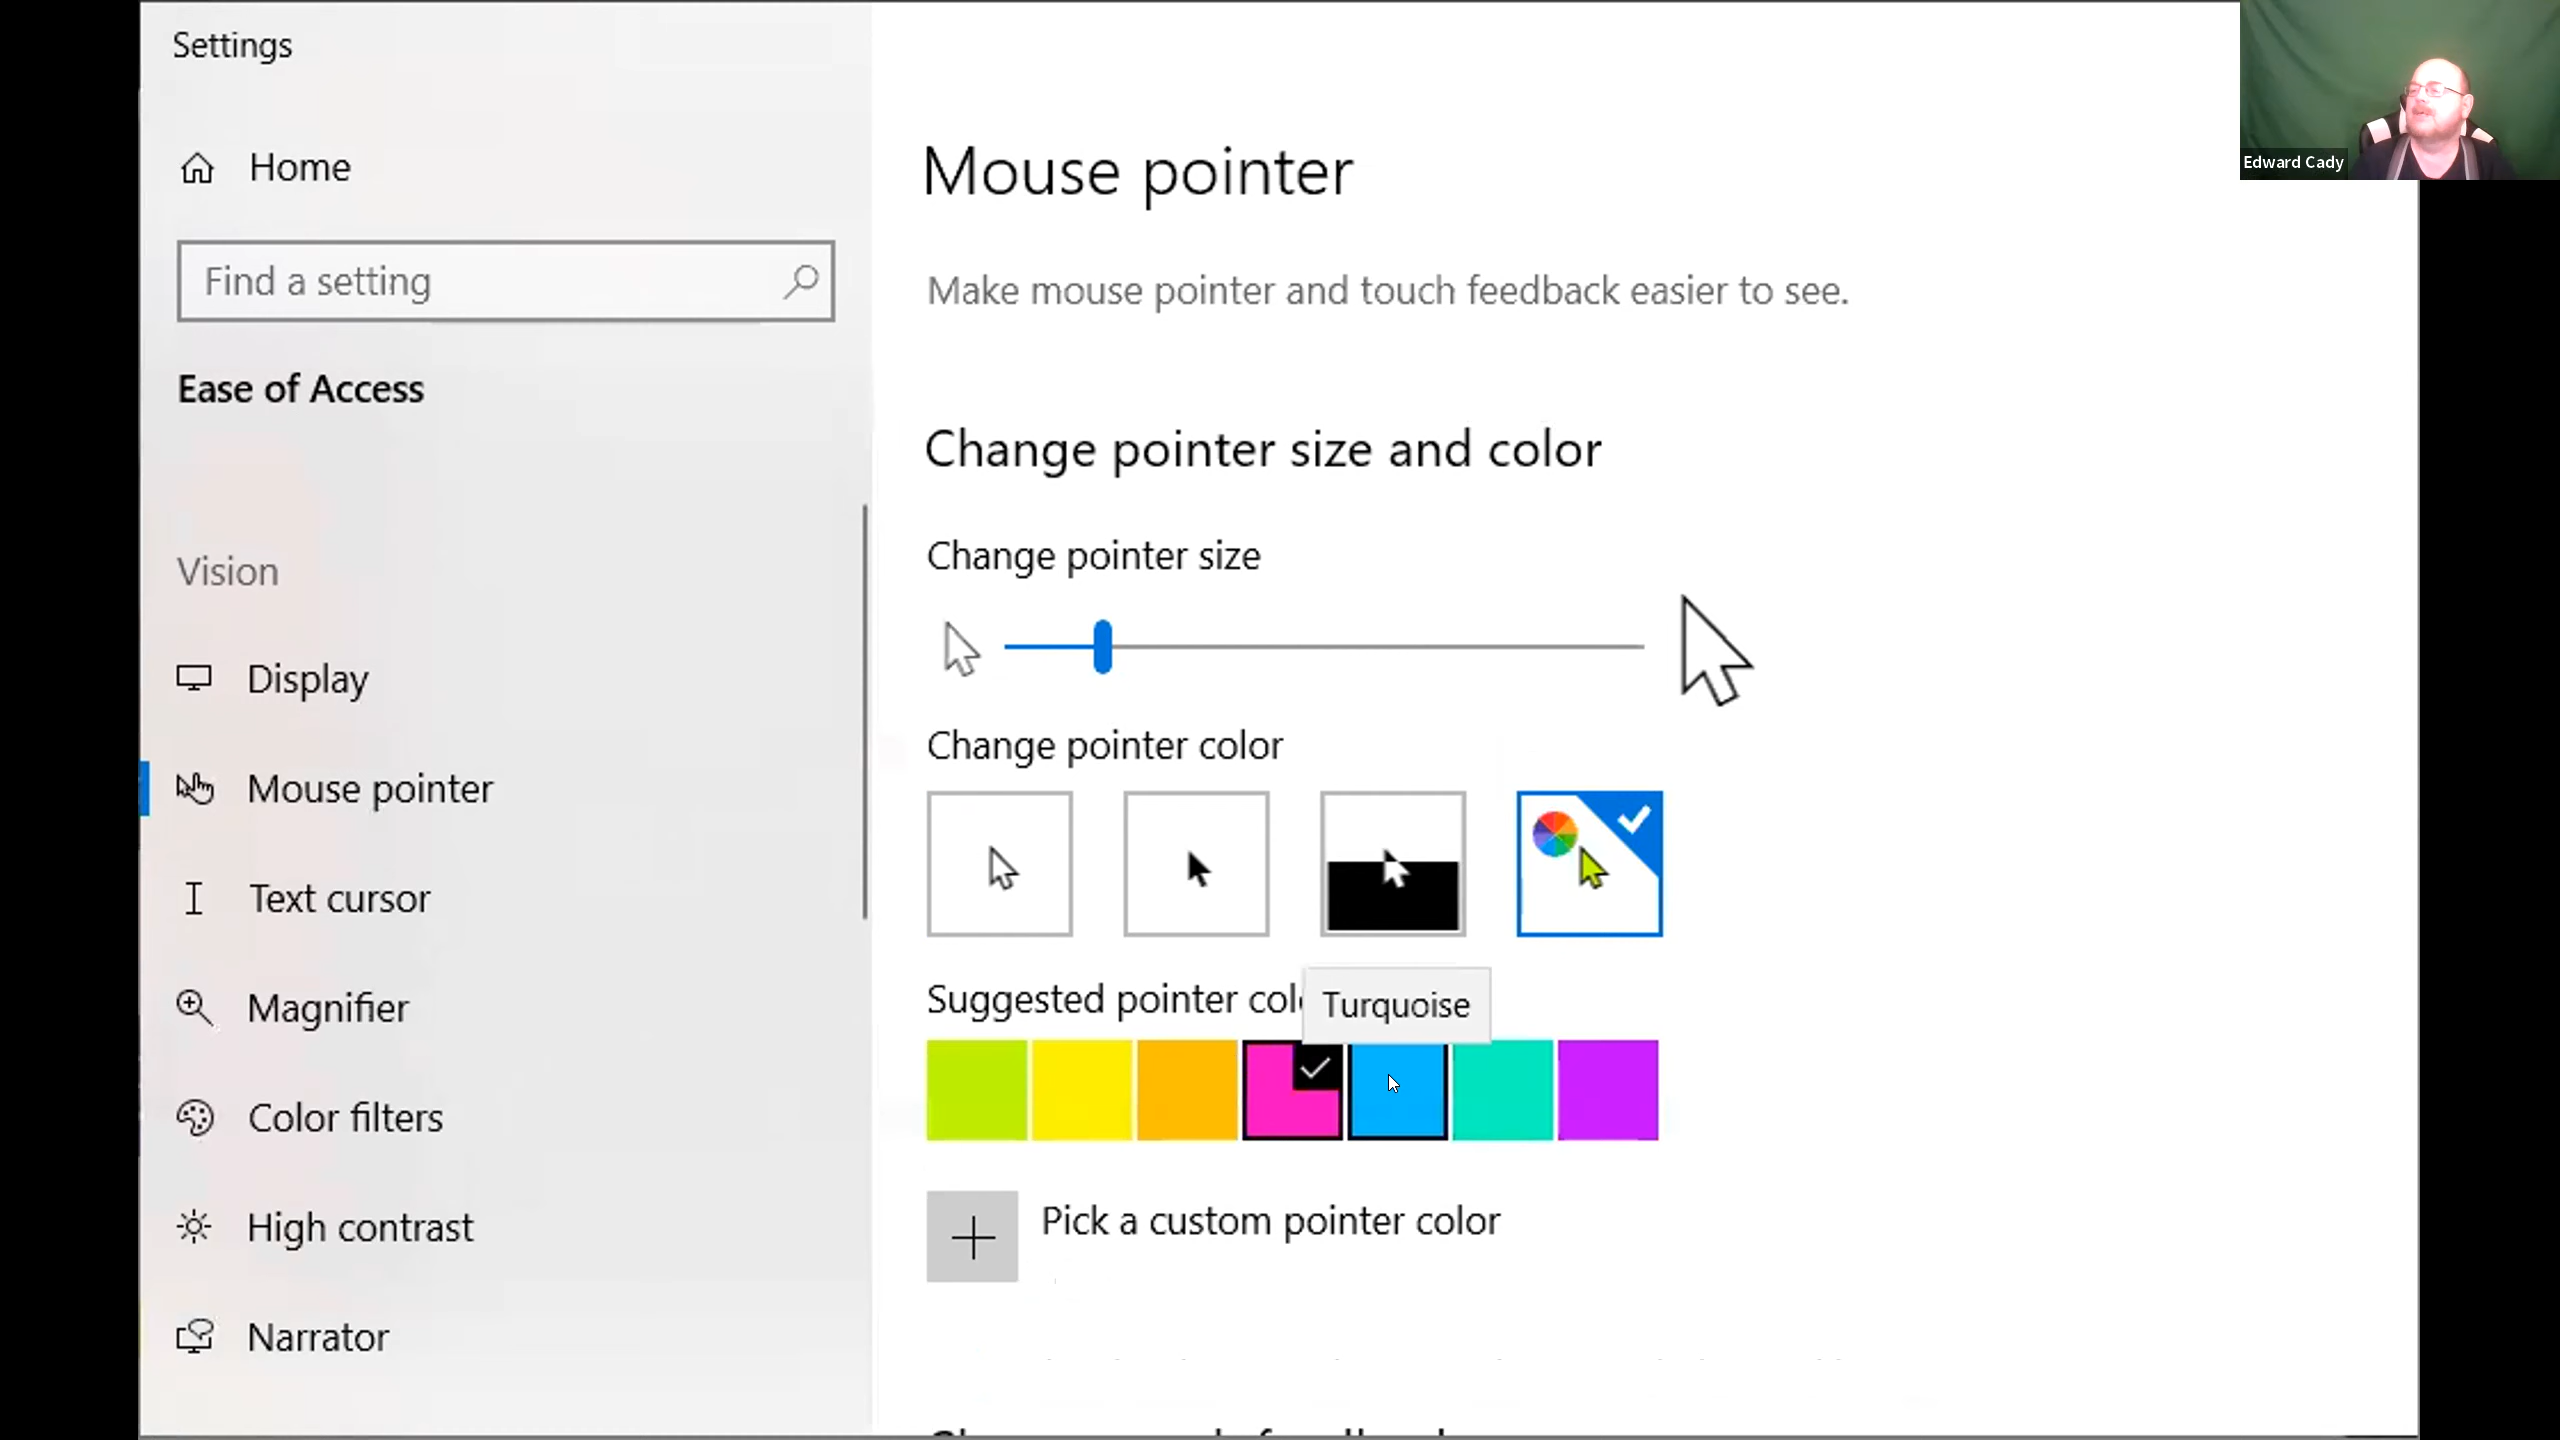 Settings
Home
Find a setting
Ease of Access
Vision
Display
Mouse pointer
Text cursor
Magnifier
Color filters
High contrast
Narrator
Mouse pointer
Make mouse pointer and touch feedback easier to see.
Change pointer size and color
Change pointer size
Change pointer color
Suggested pointer
Turquoise
Pick a custom pointer color
Edward Cady